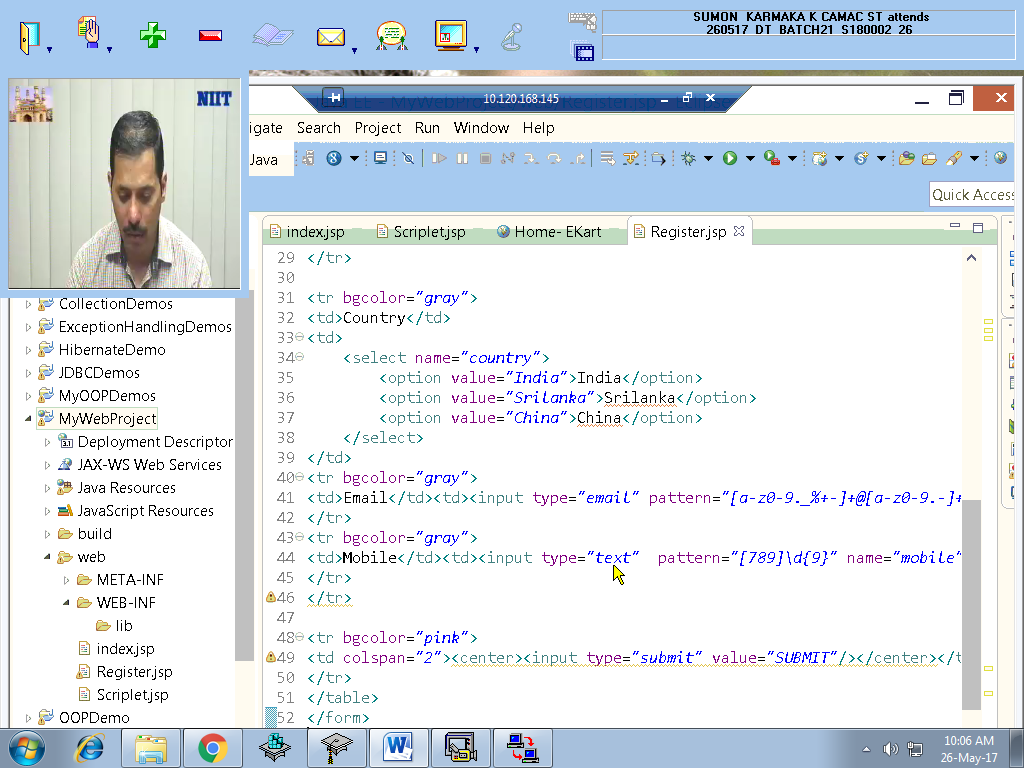 SUMON KARMAKA K CAMAC ST attends
260517_DT_BATCH21_S180002_26
NIIT
10.120.168.145
igate Search Project Run Window Help
Java
Quick Access
index.jsp Scriplet.jsp Home- EKart Register.jsp
CollectionDemos
ExceptionHandlingDemos
HibernateDemo
JDBCDemos
MyOOPDemos
MyWebProject
Deployment Descriptor
JAX-WS Web Services
Java Resources
JavaScript Resources
build
web
META-INF
WEB-INF
lib
index.jsp
Register.jsp
Scriplet.jsp
OOPDemo
29 </tr>
30
31 <tr bgcolor="gray">
32 <td>Country</td>
33 <td>
34 <select name="country">
35 <option value="India">India</option>
36 <option value="Srilanka">Srilanka</option>
37 <option value="China">China</option>
38 </select>
39 </td>
40 <tr bgcolor="gray">
41 <td>Email</td><td><input type="email" pattern="[a-z0-9._%+-]+@[a-z0-9.-]+
42 </tr>
43 <tr bgcolor="gray">
44 <td>Mobile</td><td><input type="text" pattern="[789]\d{9}" name="mobile"
45 </tr>
46 </tr>
47
48 <tr bgcolor="pink">
49 <td colspan="2"><center><input type="submit" value="SUBMIT"/></center></t
50 </tr>
51 </table>
52 </form>
10:06 AM
26-May-17